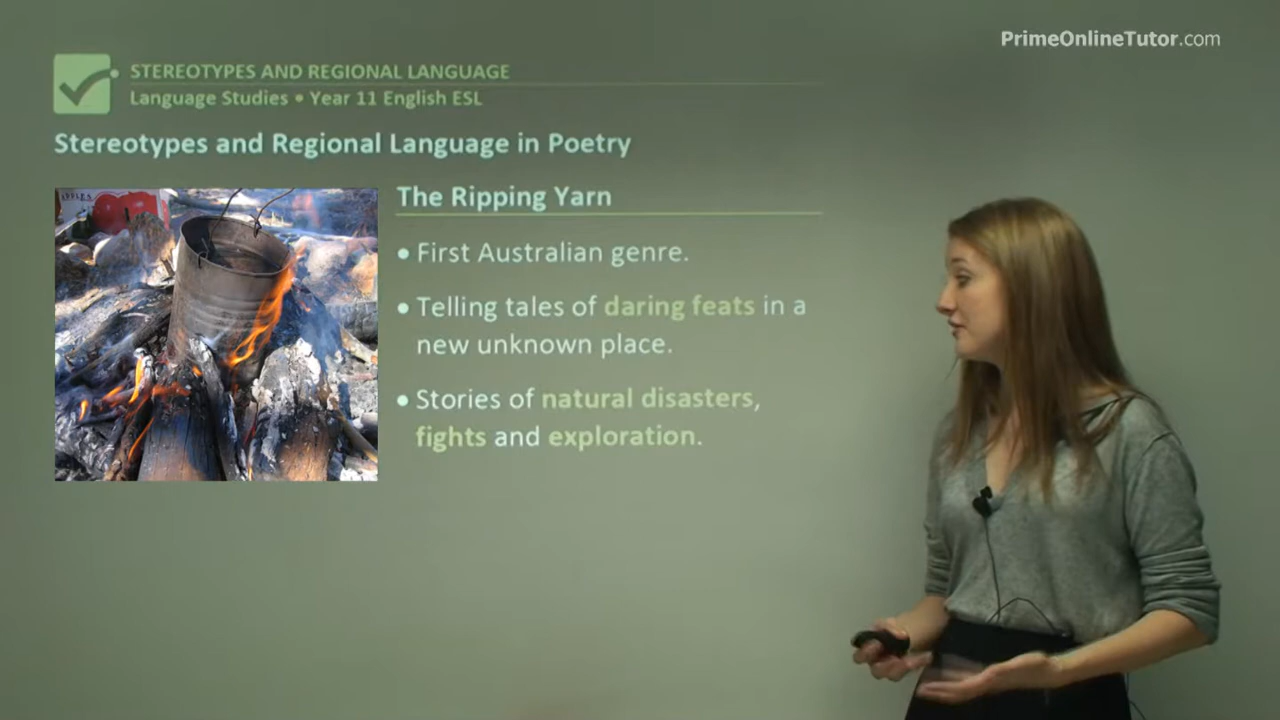 PrimeOnlineTutor.com
STEREOTYPES AND REGIONAL LANGUAGE
Language Studies • Year 11 English ESL
Stereotypes and Regional Language in Poetry
The Ripping Yarn
• First Australian genre.
• Telling tales of daring feats in a
new unknown place.
• Stories of natural disasters,
fights and exploration.
APPLES